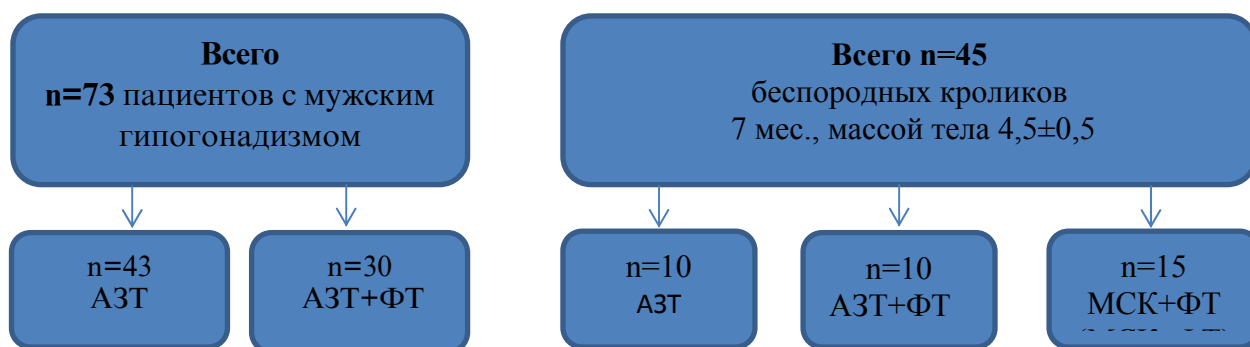 Всего
n=73 пациентов с мужским
гипогонадизмом
Всего n=45
беспородных кроликов
7 мес., массой тела 4,5±0,5
n=43
АЗТ
n=30
АЗТ+ФТ
n=10
АЗТ
n=10
АЗТ+ФТ
n=15
МСК+ФТ